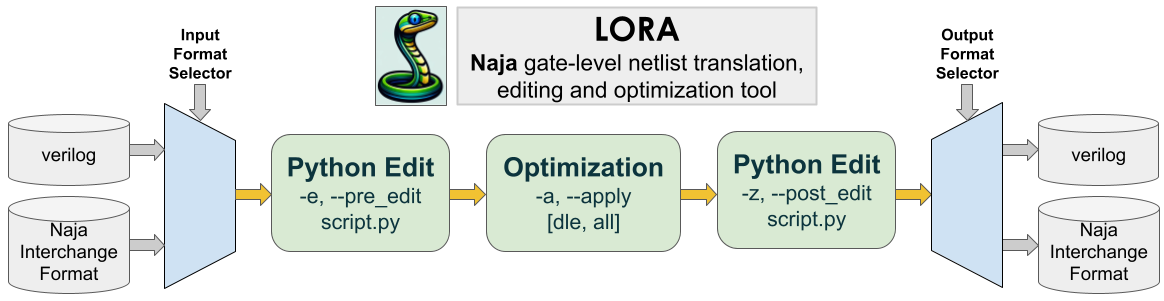 LORA
Naja gate-level netlist translation,
editing and optimization tool
Input
Format
Selector
verilog
Naja
Interchange
Format
Python Edit
-e, --pre_edit
script.py
Optimization
-a, --apply
[dle, all]
Python Edit
-z, --post_edit
script.py
Output
Format
Selector
verilog
Naja
Interchange
Format